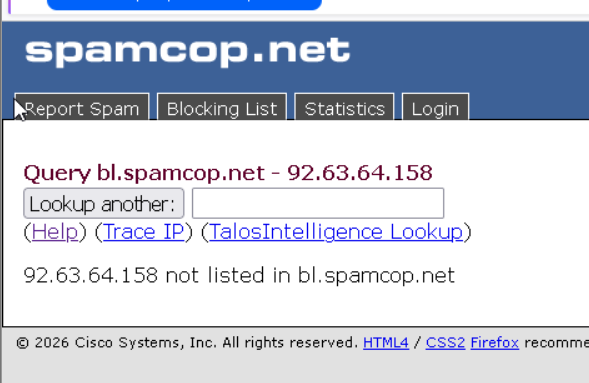 spamcop.net
Report Spam Blocking List Statistics Login
Query bl.spamcop.net - 92.63.64.158
Lookup another:
(Help) (Trace IP) (TalosIntelligence Lookup)
92.63.64.158 not listed in bl.spamcop.net
© 2026 Cisco Systems, Inc. All rights reserved. HTML4 / CSS2 Firefox recomme